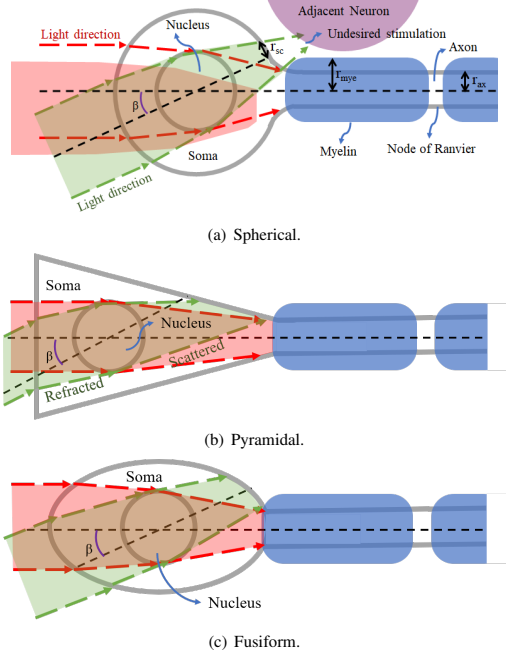 Adjacent Neuron
Nucleus
Light direction
Undesired stimulation
r_sc
Axon
r_mye
r_ax
β
Soma
Myelin
Node of Ranvier
Light direction
(a) Spherical.
Soma
Nucleus
β
Scattered
Refracted
(b) Pyramidal.
Soma
β
Nucleus
(c) Fusiform.